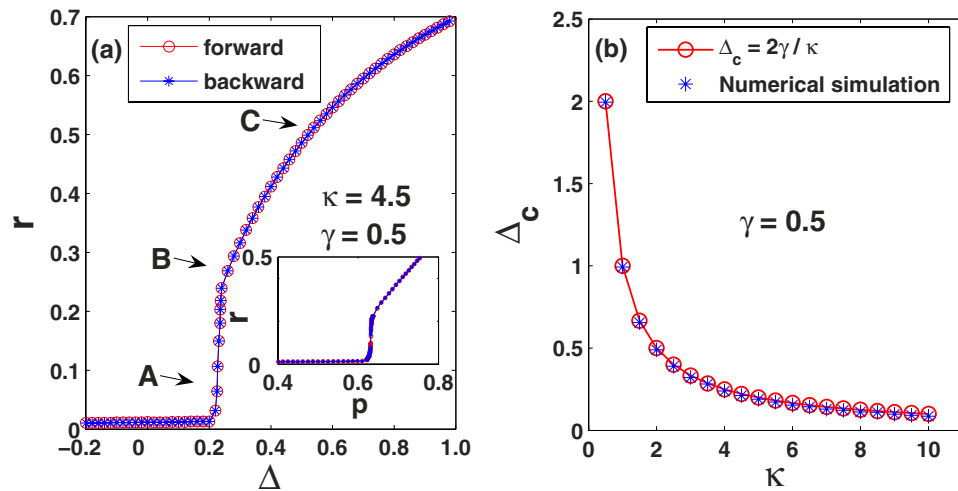 (a)
forward
backward
0.7
0.6
0.5
0.4
0.3
0.2
0.1
0
r
C
B
A
κ = 4.5
γ = 0.5
0.5
0
r
0.4
0.6
0.8
p
−0.2
0
0.2
0.4
0.6
0.8
1.0
Δ
(b)
Δc = 2γ / κ
Numerical simulation
2.5
2
1.5
1
0.5
0
Δc
γ = 0.5
0
2
4
6
8
10
κ